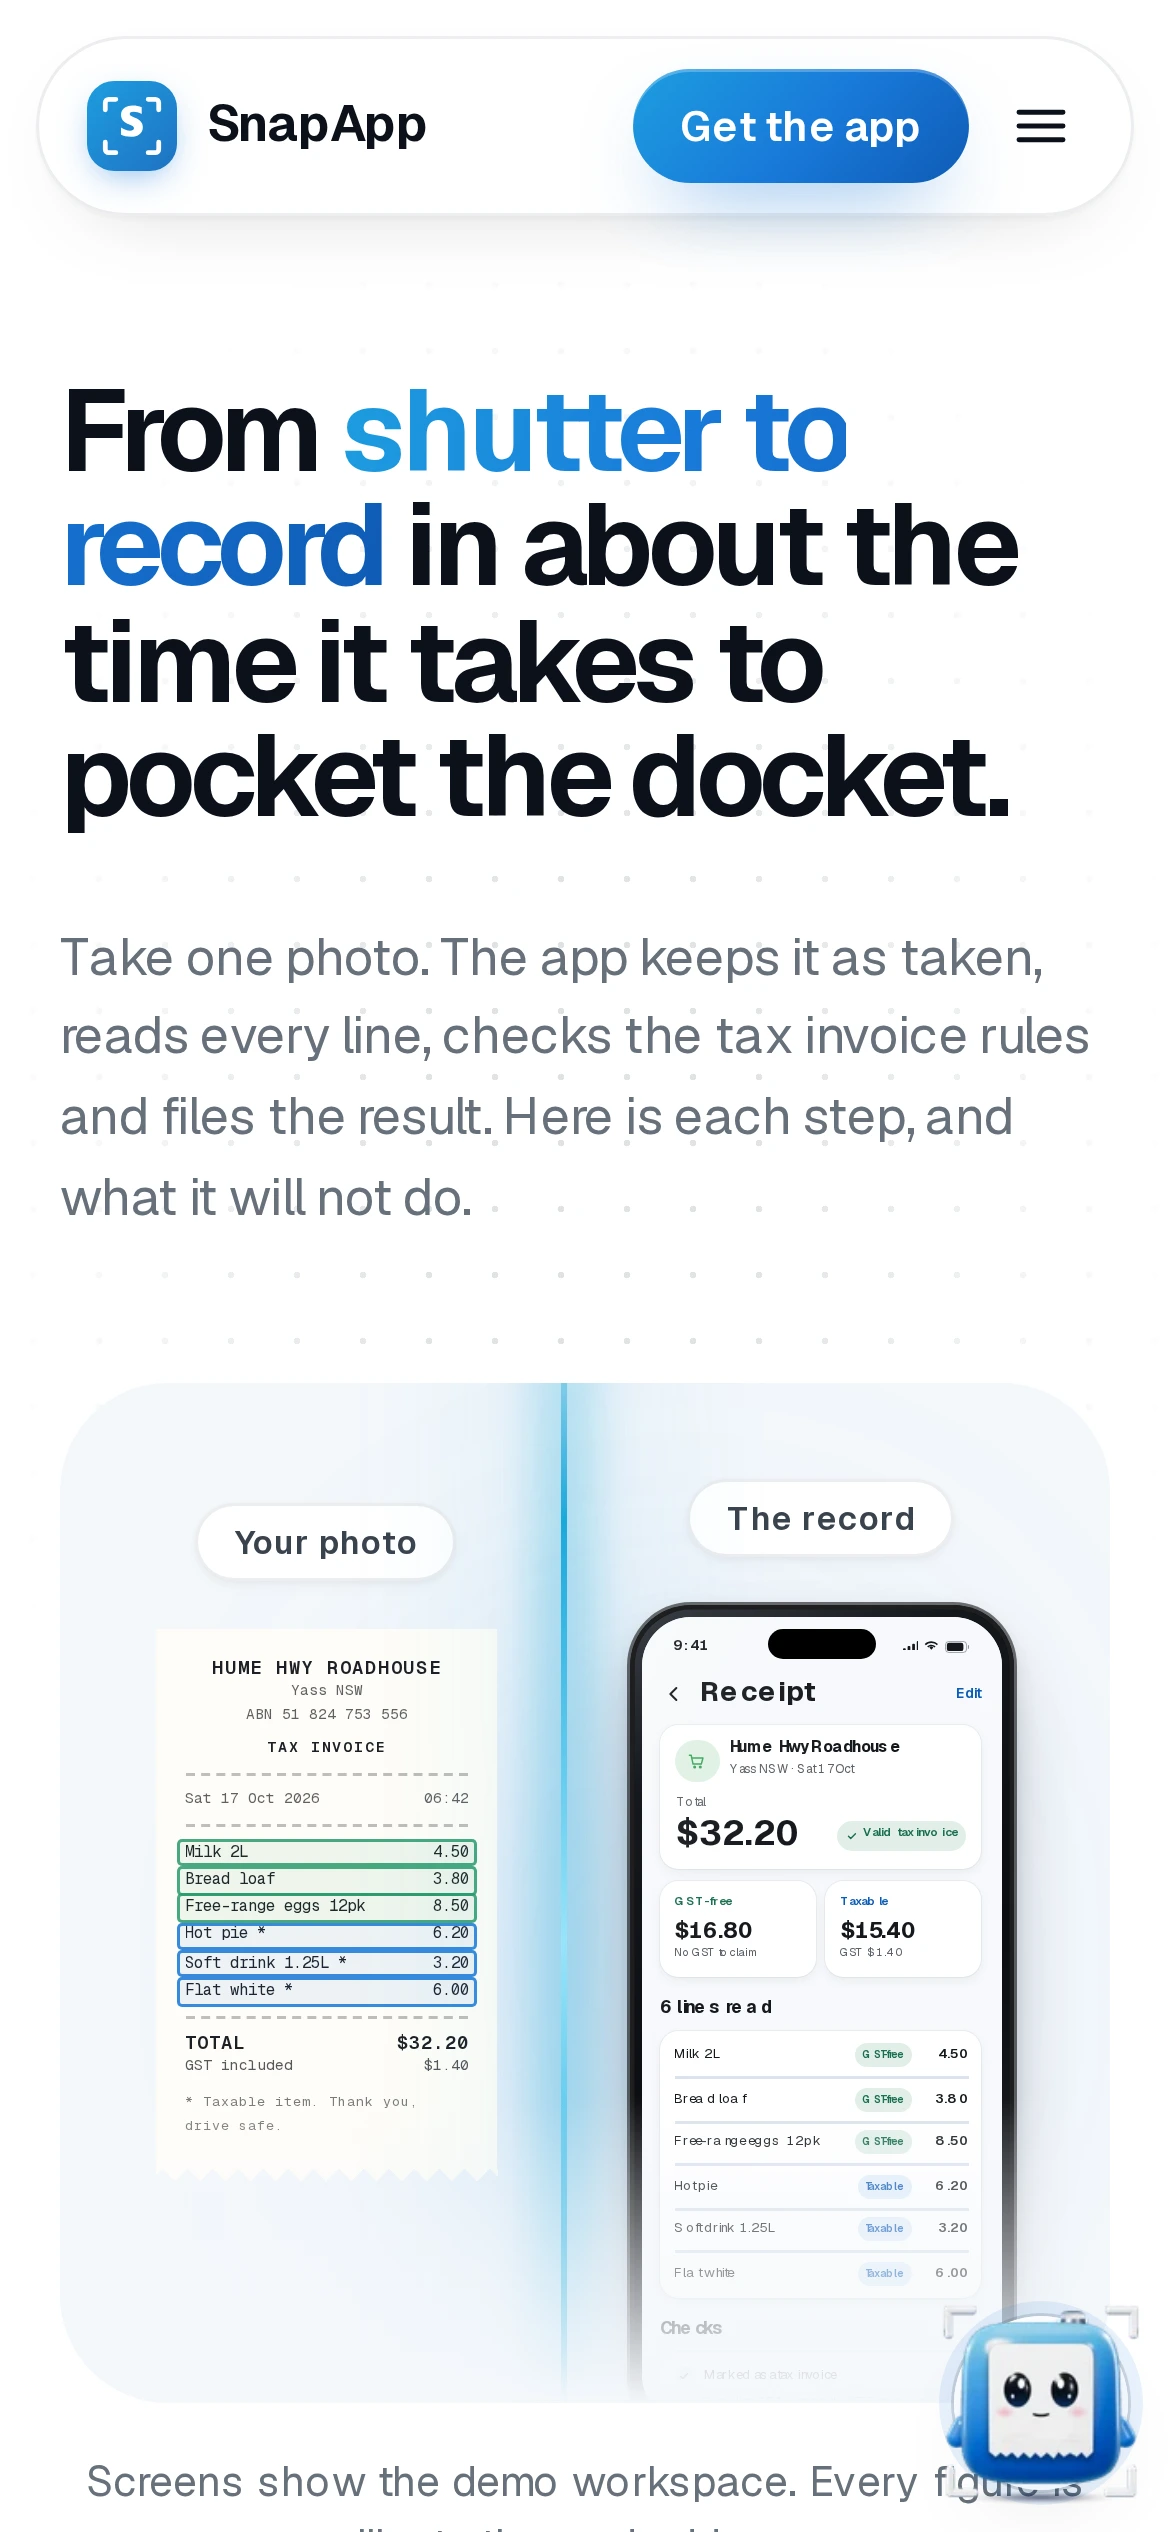 SnapApp
Get the app
From shutter to
record in about the
time it takes to
pocket the docket.
Take one photo. The app keeps it as taken,
reads every line, checks the tax invoice rules
and files the result. Here is each step, and
what it will not do.
Your photo
HUME HWY ROADHOUSE
Yass NSW
ABN 51 824 753 556
TAX INVOICE
Sat 17 Oct 2026 06:42
Milk 2L 4.50
Bread loaf 3.80
Free-range eggs 12pk 8.50
Hot pie * 6.20
Soft drink 1.25L * 3.20
Flat white * 6.00
TOTAL $32.20
GST included $1.40
* Taxable item. Thank you,
drive safe.
The record
9:41
Receipt Edit
Hume Hwy Roadhouse
Yass NSW · Sat 17 Oct
Total
$32.20 Valid tax invoice
GST-free
$16.80
No GST to claim
Taxable
$15.40
GST $1.40
6 lines read
Milk 2L GST-free 4.50
Bread loaf GST-free 3.80
Free-range eggs 12pk GST-free 8.50
Hot pie Taxable 6.20
Soft drink 1.25L Taxable 3.20
Flat white Taxable 6.00
Checks
Marked as a tax invoice
Screens show the demo workspace. Every figure is